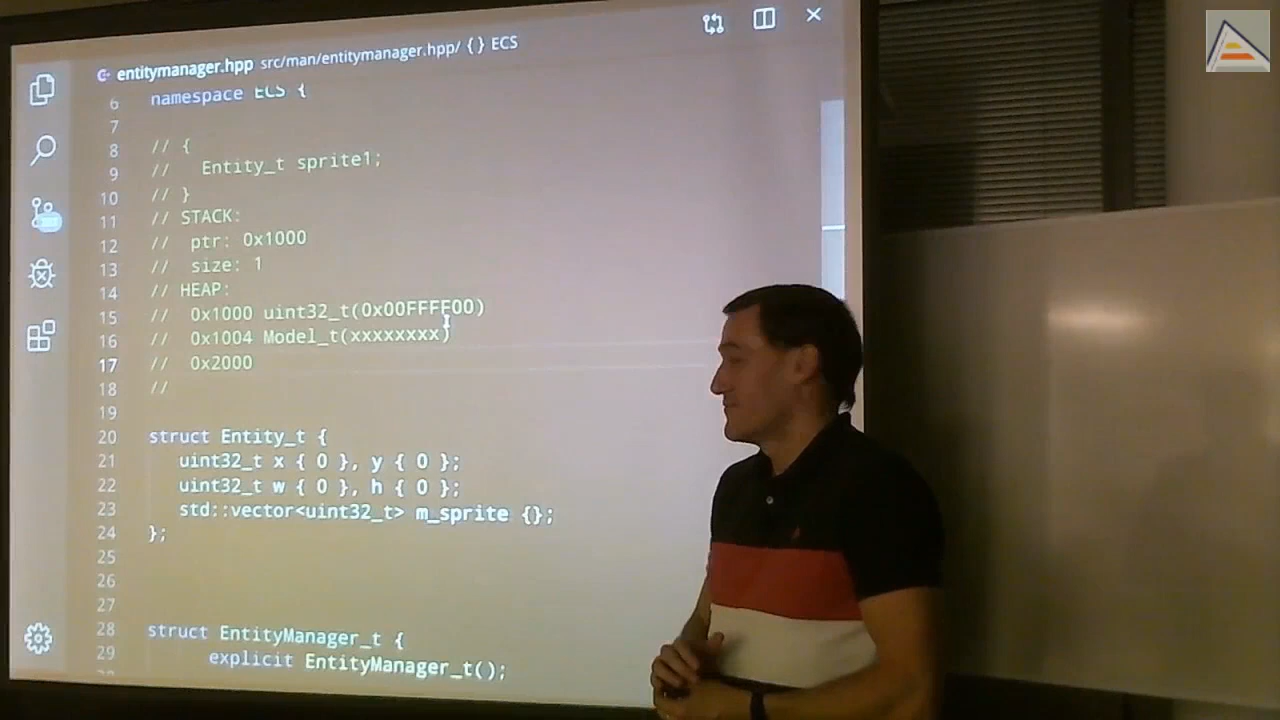 entitymanager.hpp src/man/entitymanager.hpp/ { } ECS
6 namespace ECS {
7
8 // {
9 // Entity_t sprite1;
10 // }
11 // STACK:
12 // ptr: 0x1000
13 // size: 1
14 // HEAP:
15 // 0x1000 uint32_t(0x00FFFF00)
16 // 0x1004 Model_t(xxxxxxxx)
17 // 0x2000
18 //
19
20 struct Entity_t {
21 uint32_t x { 0 }, y { 0 };
22 uint32_t w { 0 }, h { 0 };
23 std::vector<uint32_t> m_sprite {};
24 };
25
26
27
28 struct EntityManager_t {
29 explicit EntityManager_t();